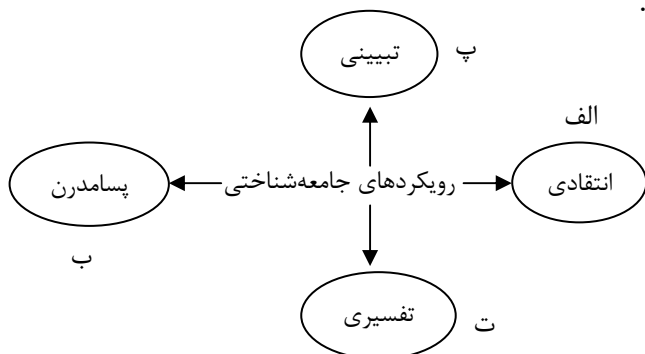 .
تبیینی
پ
الف
انتقادی
رویکردهای جامعه‌شناختی
پسامدرن
ب
تفسیری
ت